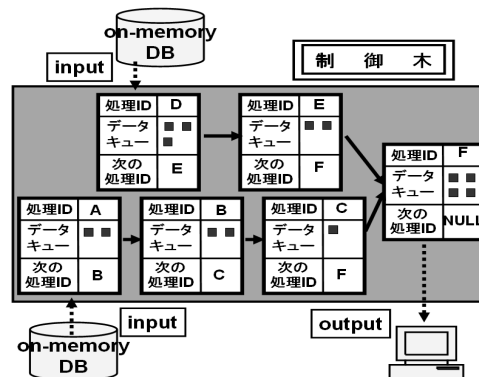 on-memory
DB
input
制 御 木
処理ID D
データ
キュー
次の
処理ID E
処理ID E
データ
キュー
次の
処理ID F
処理ID F
データ
キュー
次の
処理ID NULL
処理ID A
データ
キュー
次の
処理ID B
処理ID B
データ
キュー
次の
処理ID C
処理ID C
データ
キュー
次の
処理ID F
input
output
on-memory
DB